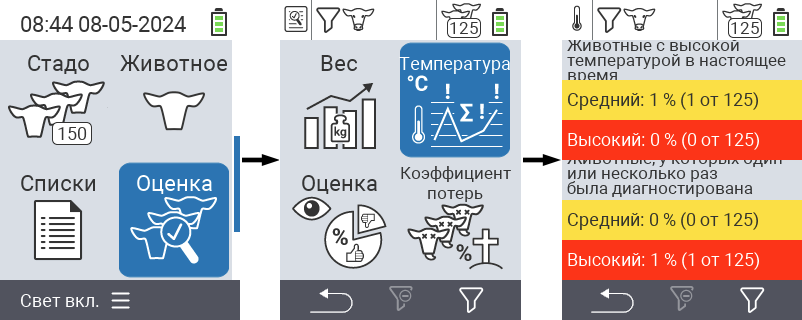 08:44 08-05-2024
Стадо
Животное
150
Списки
Оценка
Свет вкл.
125
Вес
Температура
°C
! Σ! !
kg
Оценка
Коэффициент
потерь
%
%
125
Животные с высокой
температурой в настоящее
время
Средний: 1 % (1 от 125)
Высокий: 0 % (0 от 125)
Животные, у которых один
или несколько раз
была диагностирована
Средний: 0 % (0 от 125)
Высокий: 1 % (1 от 125)